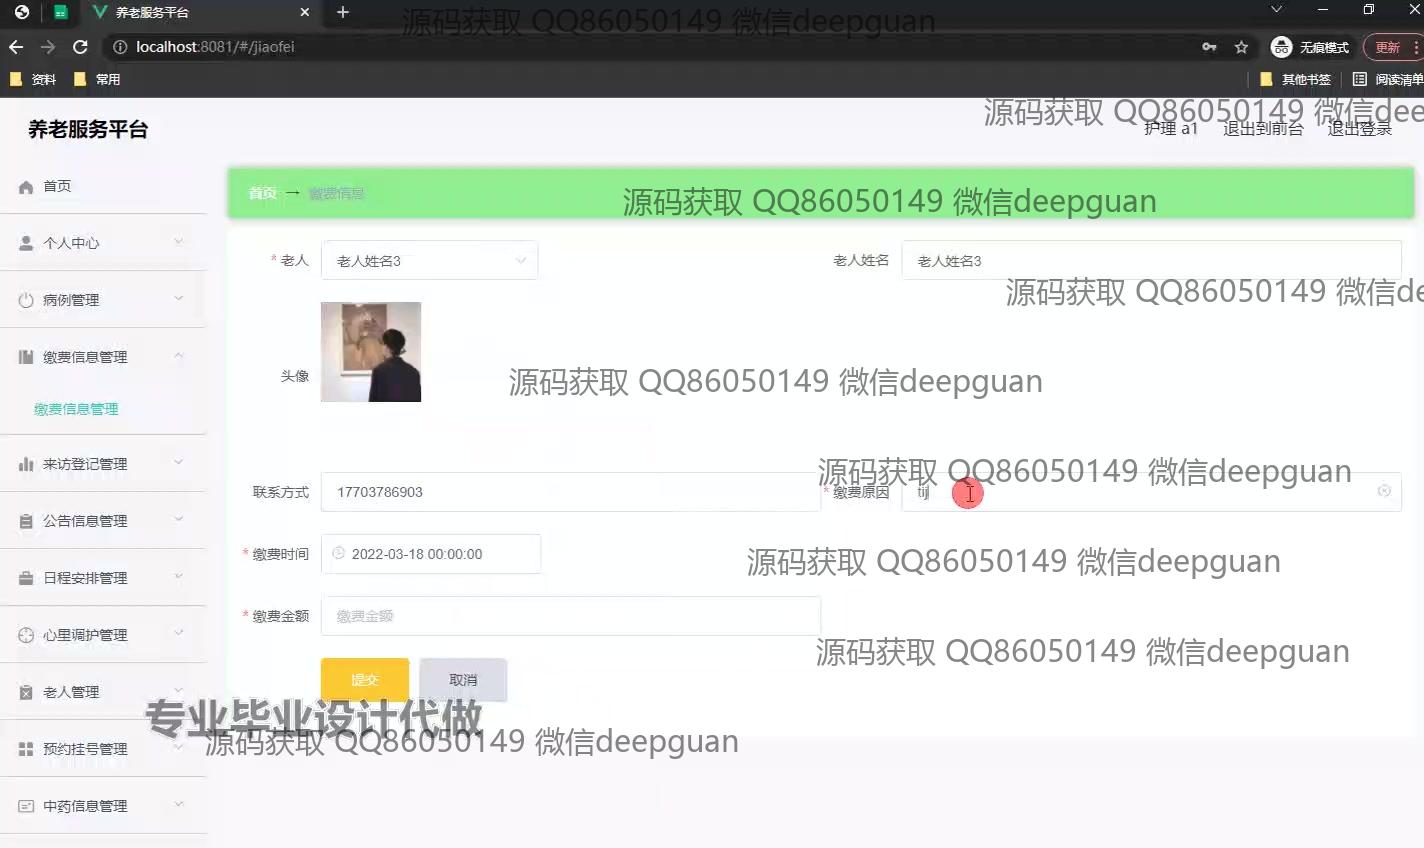 养老服务平台
源码获取 QQ86050149 微信deepguan
localhost:8081/#/jiaofei
无痕模式
更新
资料
常用
其他书签
阅读清单
养老服务平台
源码获取 QQ86050149 微信dee
护理 a1
退出到前台
退出登录
首页
首页 → 缴费信息
源码获取 QQ86050149 微信deepguan
个人中心
* 老人
老人姓名3
老人姓名
老人姓名3
病例管理
源码获取 QQ86050149 微信de
缴费信息管理
头像
源码获取 QQ86050149 微信deepguan
缴费信息管理
来访登记管理
源码获取 QQ86050149 微信deepguan
联系方式
17703786903
* 缴费原因
tijl
公告信息管理
* 缴费时间
2022-03-18 00:00:00
源码获取 QQ86050149 微信deepguan
日程安排管理
* 缴费金额
缴费金额
心里调护管理
源码获取 QQ86050149 微信deepguan
提交
取消
老人管理
专业毕业设计代做
源码获取 QQ86050149 微信deepguan
预约挂号管理
中药信息管理